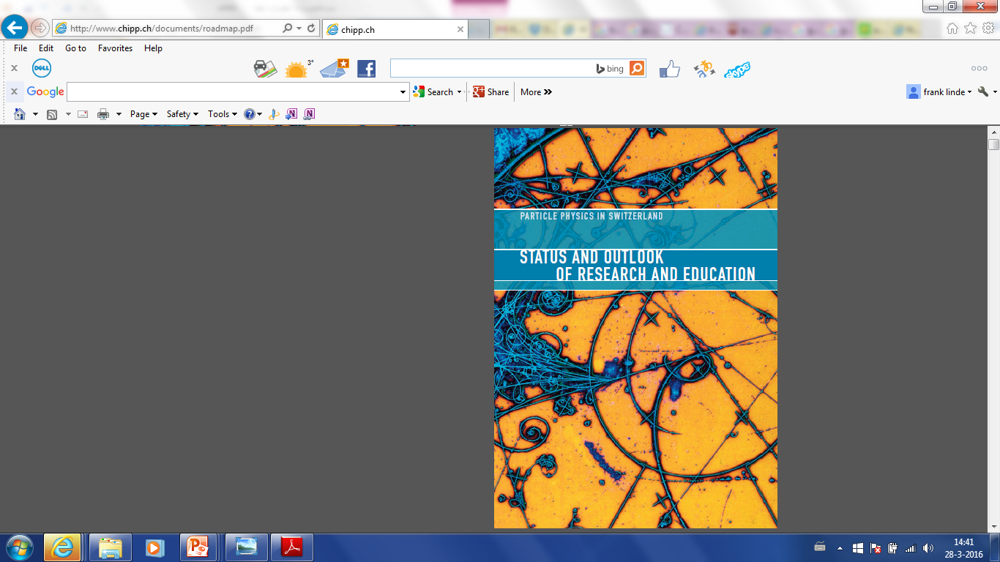 http://www.chipp.ch/documents/roadmap.pdf
chipp.ch
File Edit Go to Favorites Help
DELL
3°
bing
skype
Google
Search
Share
More
frank linde
Page Safety Tools
PARTICLE PHYSICS IN SWITZERLAND
STATUS AND OUTLOOK
OF RESEARCH AND EDUCATION
14:41
28-3-2016